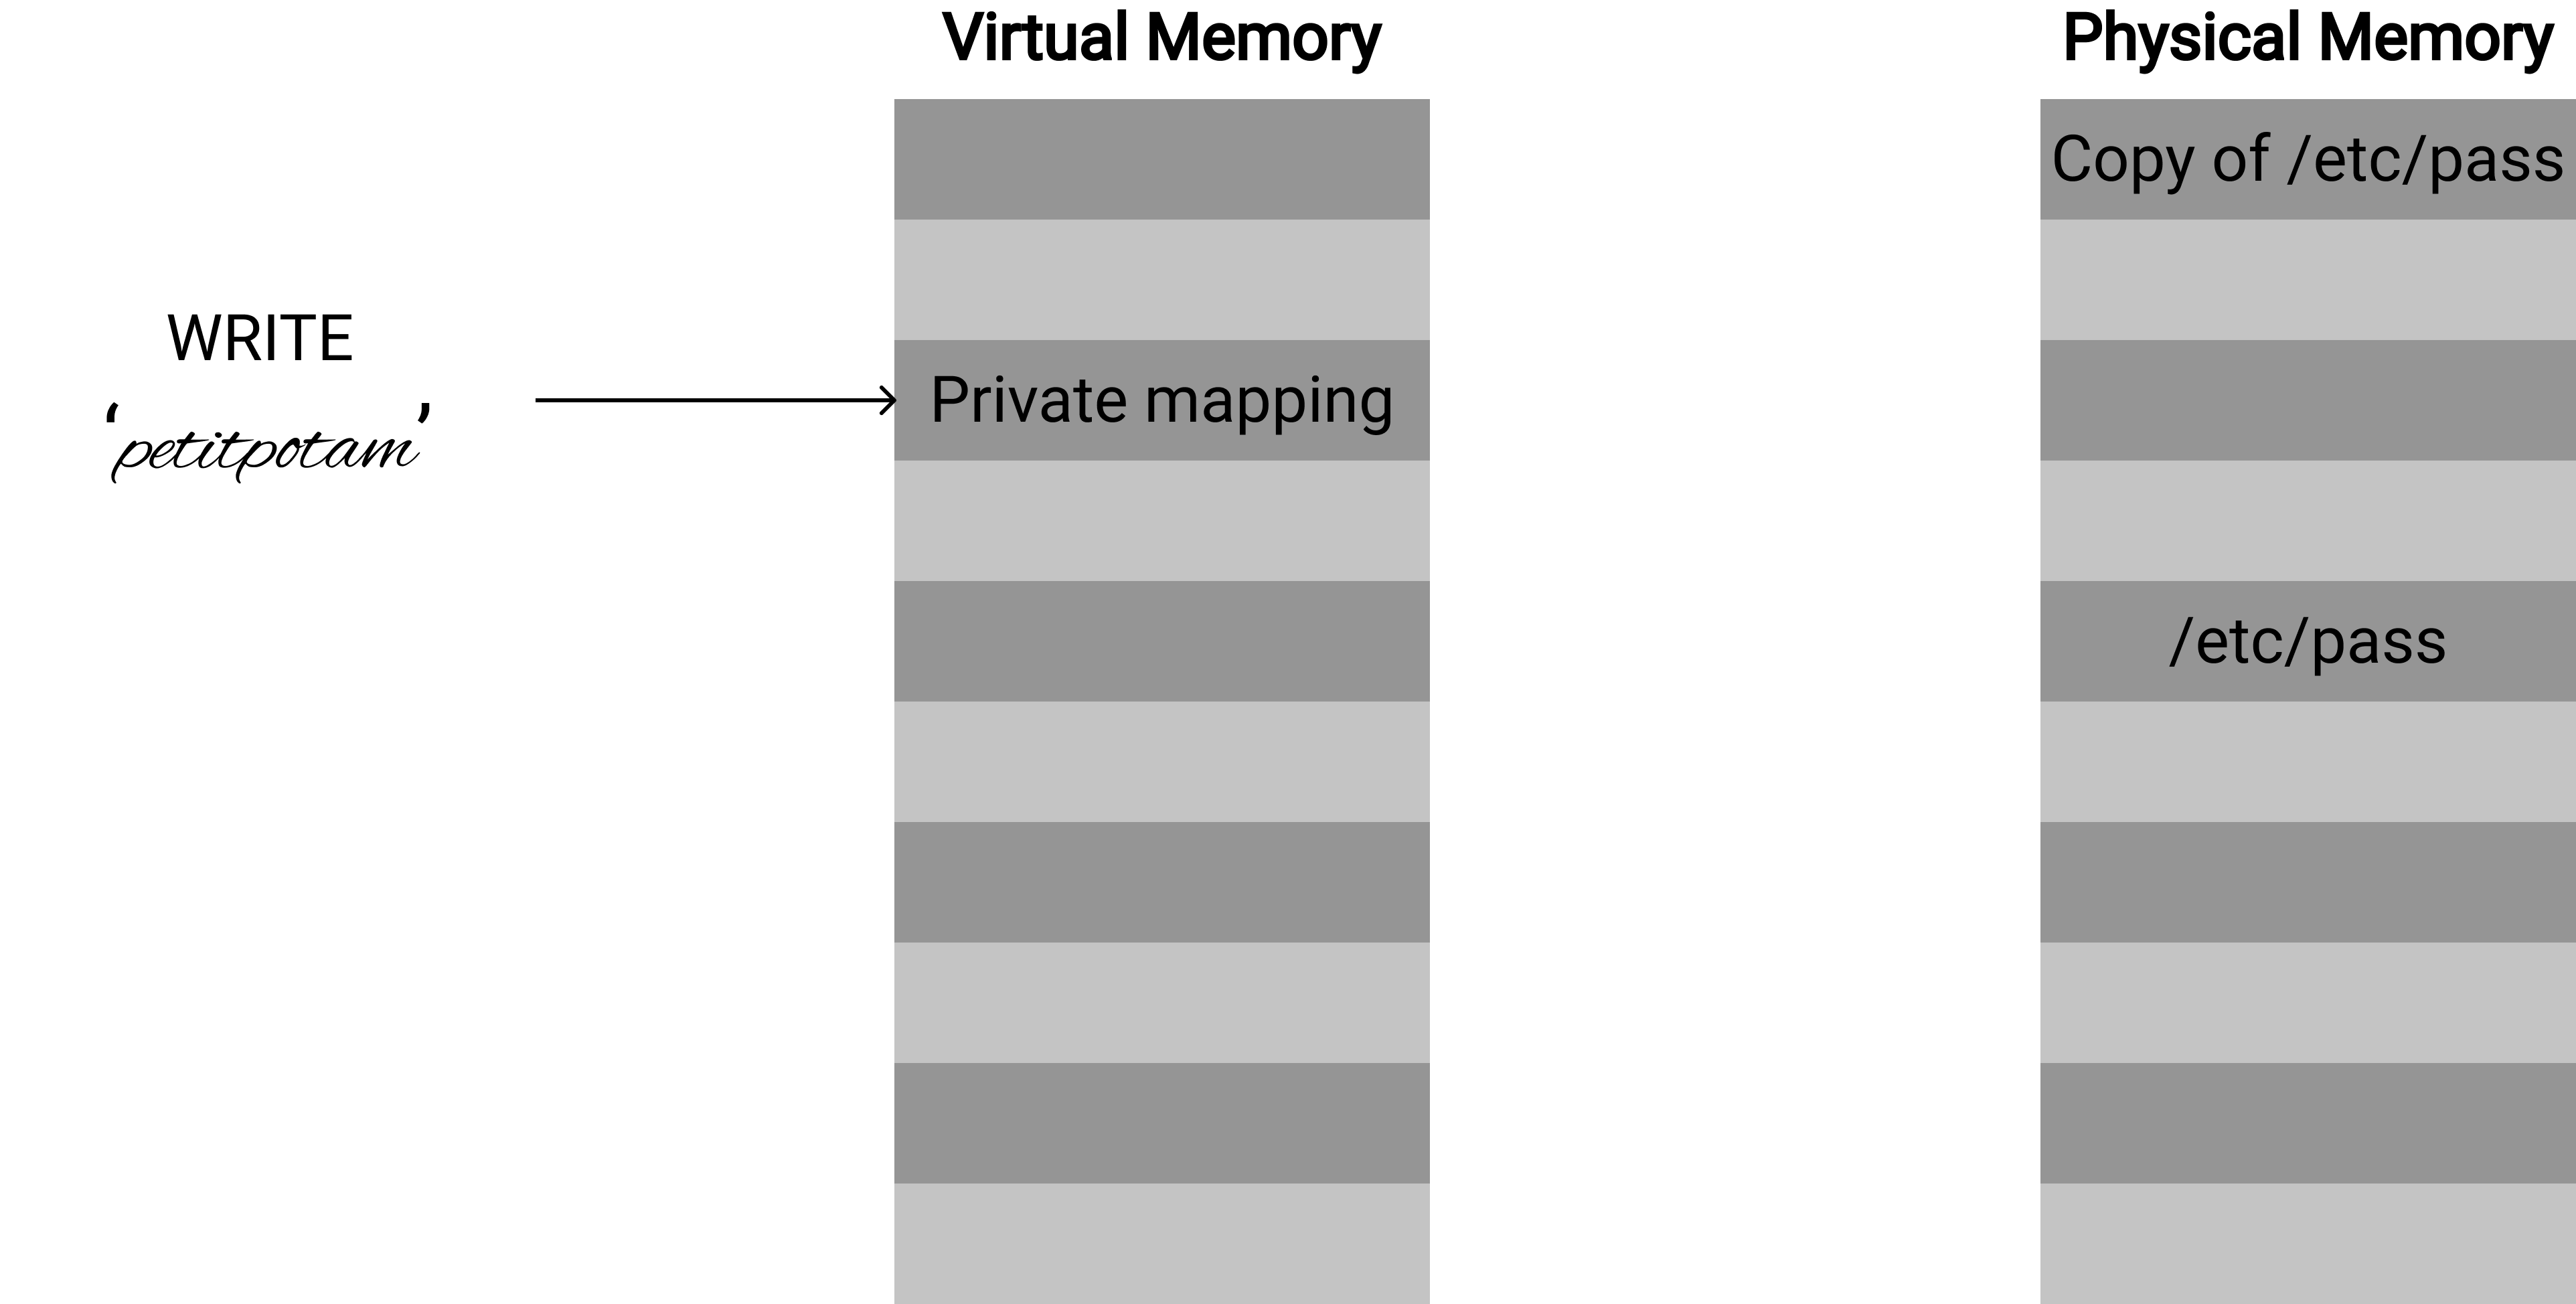 Virtual Memory
Physical Memory
Copy of /etc/pass
WRITE
‘petitpotam’
Private mapping
/etc/pass